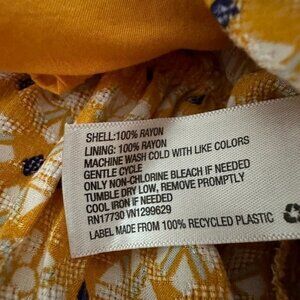 SHELL:100% RAYON
LINING: 100% RAYON
MACHINE WASH COLD WITH LIKE COLORS
GENTLE CYCLE
ONLY NON-CHLORINE BLEACH IF NEEDED
TUMBLE DRY LOW, REMOVE PROMPTLY
COOL IRON IF NEEDED
RN17730 VN1299629
LABEL MADE FROM 100% RECYCLED PLASTIC